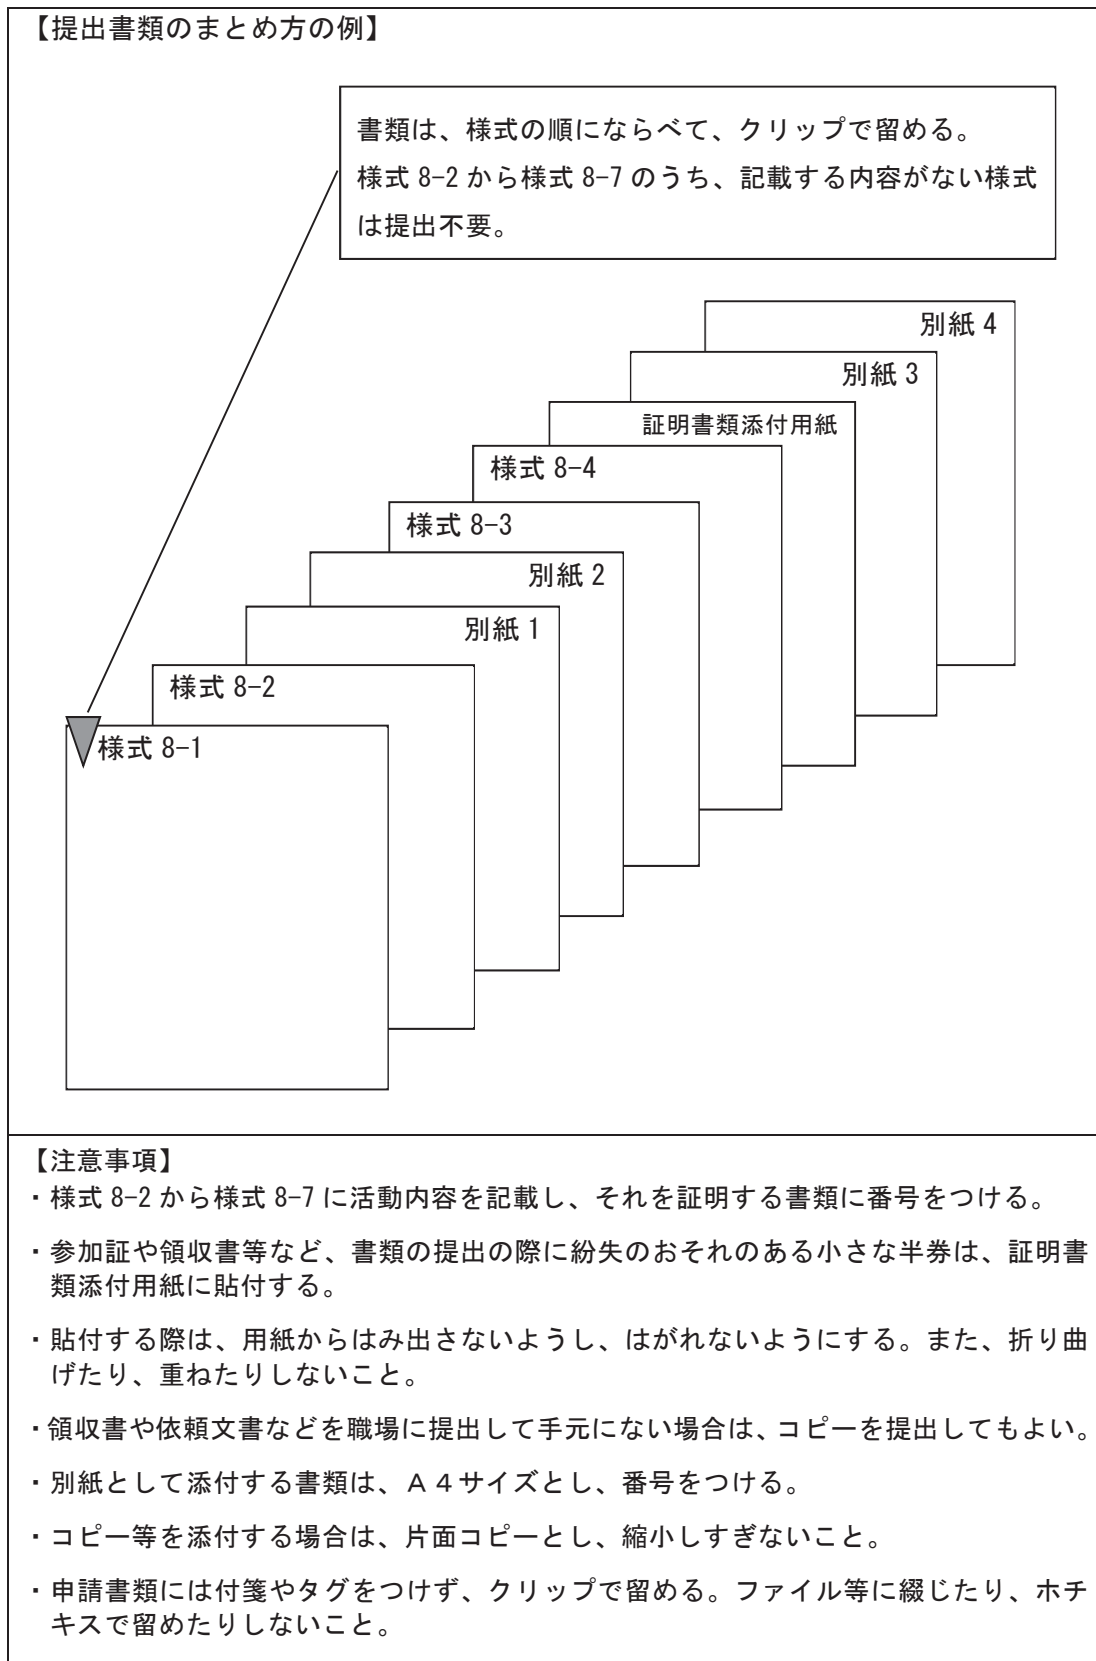 【提出書類のまとめ方の例】
書類は、様式の順にならべて、クリップで留める。
様式 8-2 から様式 8-7 のうち、記載する内容がない様式
は提出不要。
別紙 4
別紙 3
証明書類添付用紙
様式 8-4
様式 8-3
別紙 2
別紙 1
様式 8-2
様式 8-1
【注意事項】
・様式 8-2 から様式 8-7 に活動内容を記載し、それを証明する書類に番号をつける。
・参加証や領収書等など、書類の提出の際に紛失のおそれのある小さな半券は、証明書
類添付用紙に貼付する。
・貼付する際は、用紙からはみ出さないようし、はがれないようにする。また、折り曲
げたり、重ねたりしないこと。
・領収書や依頼文書などを職場に提出して手元にない場合は、コピーを提出してもよい。
・別紙として添付する書類は、A4サイズとし、番号をつける。
・コピー等を添付する場合は、片面コピーとし、縮小しすぎないこと。
・申請書類には付箋やタグをつけず、クリップで留める。ファイル等に綴じたり、ホチ
キスで留めたりしないこと。